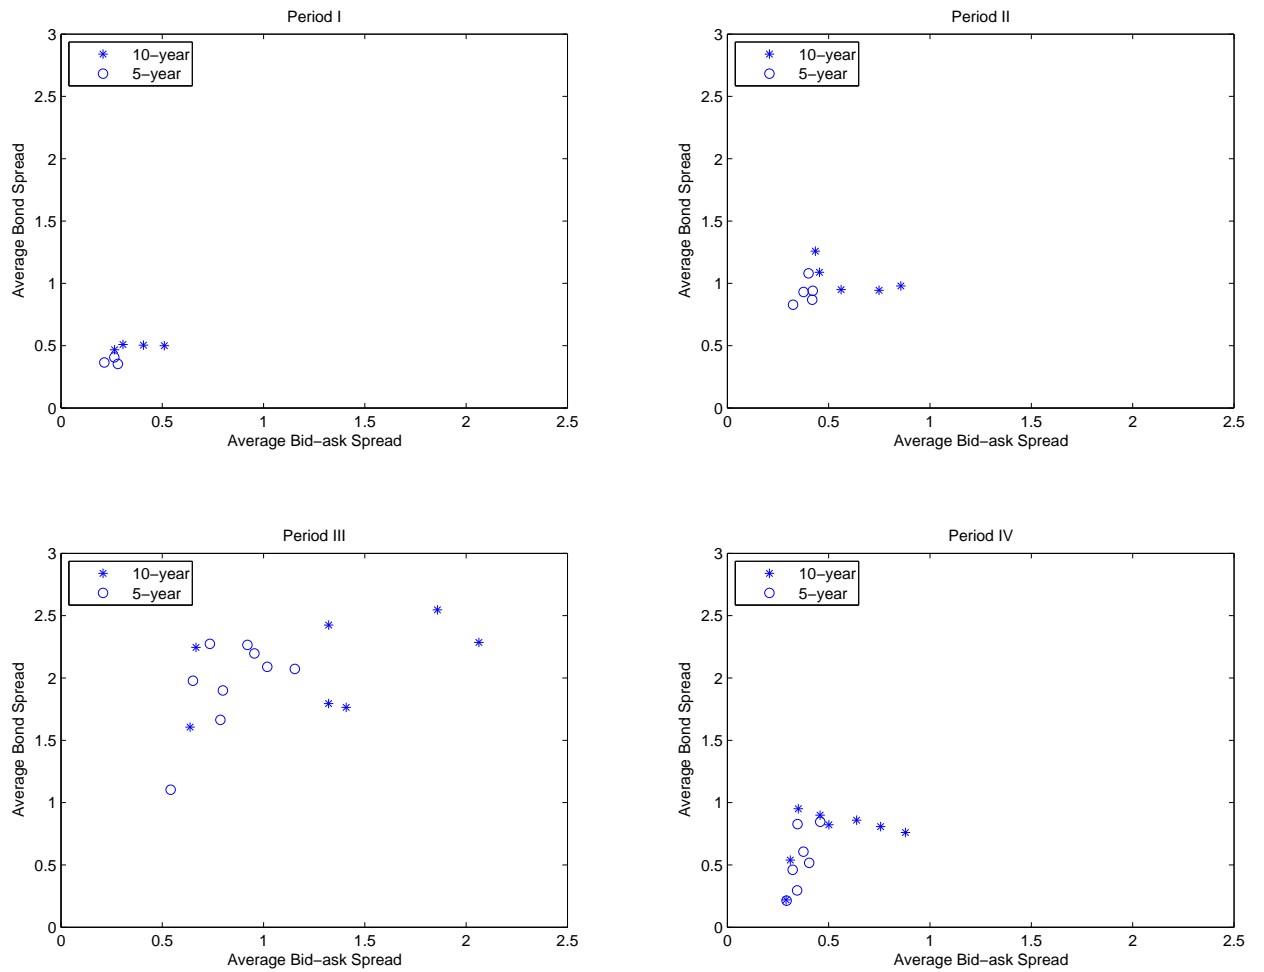 Period I
3
2.5
2
1.5
1
0.5
0
10−year
5−year
Average Bond Spread
0 0.5 1 1.5 2 2.5
Average Bid−ask Spread
Period II
3
2.5
2
1.5
1
0.5
0
10−year
5−year
Average Bond Spread
0 0.5 1 1.5 2 2.5
Average Bid−ask Spread
Period III
3
2.5
2
1.5
1
0.5
0
10−year
5−year
Average Bond Spread
0 0.5 1 1.5 2 2.5
Average Bid−ask Spread
Period IV
3
2.5
2
1.5
1
0.5
0
10−year
5−year
Average Bond Spread
0 0.5 1 1.5 2 2.5
Average Bid−ask Spread